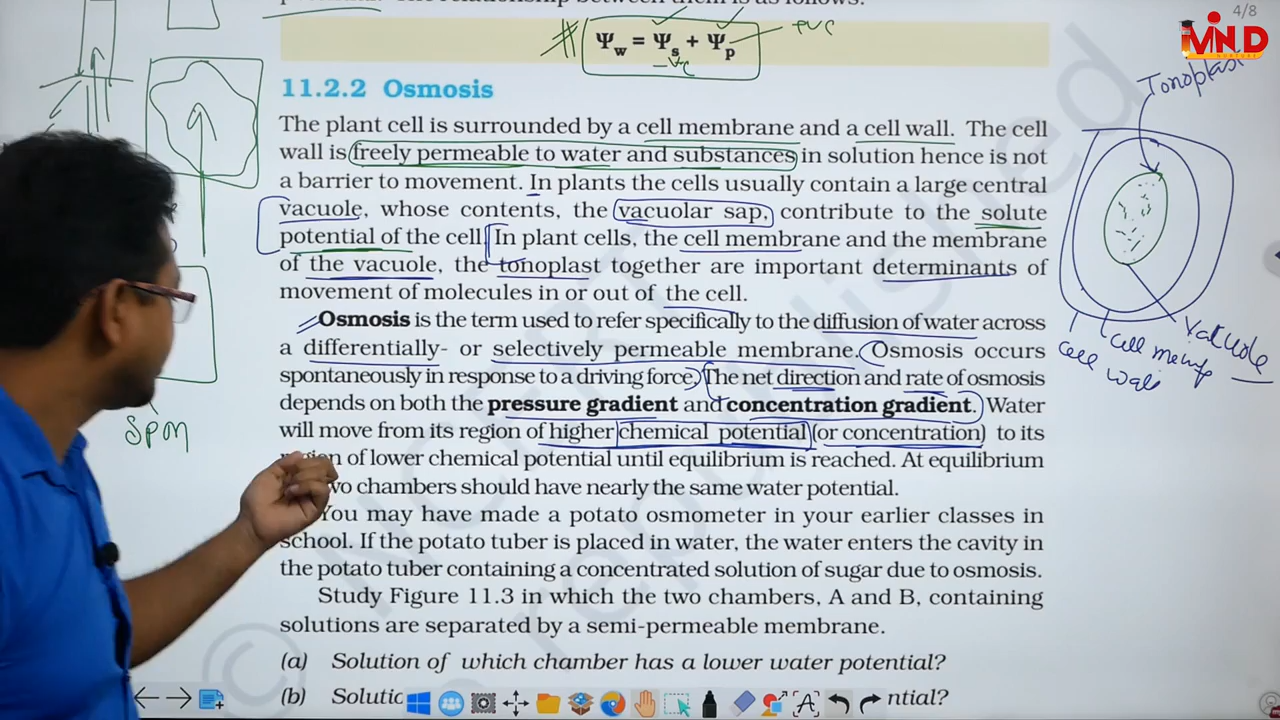 4/8
MIND
+ve
Ψw = Ψs + Ψp
-ve
11.2.2 Osmosis
The plant cell is surrounded by a cell membrane and a cell wall. The cell
wall is freely permeable to water and substances in solution hence is not
a barrier to movement. In plants the cells usually contain a large central
vacuole, whose contents, the vacuolar sap, contribute to the solute
potential of the cell. In plant cells, the cell membrane and the membrane
of the vacuole, the tonoplast together are important determinants of
movement of molecules in or out of the cell.
Osmosis is the term used to refer specifically to the diffusion of water across
a differentially- or selectively permeable membrane. Osmosis occurs
spontaneously in response to a driving force. The net direction and rate of osmosis
depends on both the pressure gradient and concentration gradient. Water
will move from its region of higher chemical potential (or concentration) to its
region of lower chemical potential until equilibrium is reached. At equilibrium
two chambers should have nearly the same water potential.
You may have made a potato osmometer in your earlier classes in
school. If the potato tuber is placed in water, the water enters the cavity in
the potato tuber containing a concentrated solution of sugar due to osmosis.
Study Figure 11.3 in which the two chambers, A and B, containing
solutions are separated by a semi-permeable membrane.
(a) Solution of which chamber has a lower water potential?
(b)
Tonoplast
Vacuole
Cell memb
Cell wall